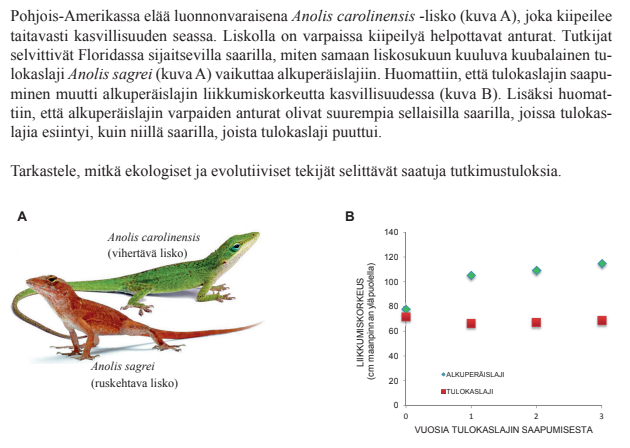 Pohjois-Amerikassa elää luonnonvaraisena Anolis carolinensis -lisko (kuva A), joka kiipeilee
taitavasti kasvillisuuden seassa. Liskolla on varpaissa kiipeilyä helpottavat anturat. Tutkijat
selvittivät Floridassa sijaitsevilla saarilla, miten samaan liskosukuun kuuluva kuubalainen tu-
lokaslaji Anolis sagrei (kuva A) vaikuttaa alkuperäislajiin. Huomattiin, että tulokaslajin saapu-
minen muutti alkuperäislajin liikkumiskorkeutta kasvillisuudessa (kuva B). Lisäksi huomat-
tiin, että alkuperäislajin varpaiden anturat olivat suurempia sellaisilla saarilla, joissa tulokas-
lajia esiintyi, kuin niillä saarilla, joista tulokaslaji puuttui.
Tarkastele, mitkä ekologiset ja evolutiiviset tekijät selittävät saatuja tutkimustuloksia.
A
Anolis carolinensis
(vihertävä lisko)
Anolis sagrei
(ruskehtava lisko)
B
LIIKKUMISKORKEUS
(cm maanpinnan yläpuolella)
140
120
100
80
60
40
20
0
ALKUPERÄISLAJI
TULOKASLAJI
0 1 2 3
VUOSIA TULOKASLAJIN SAAPUMISESTA